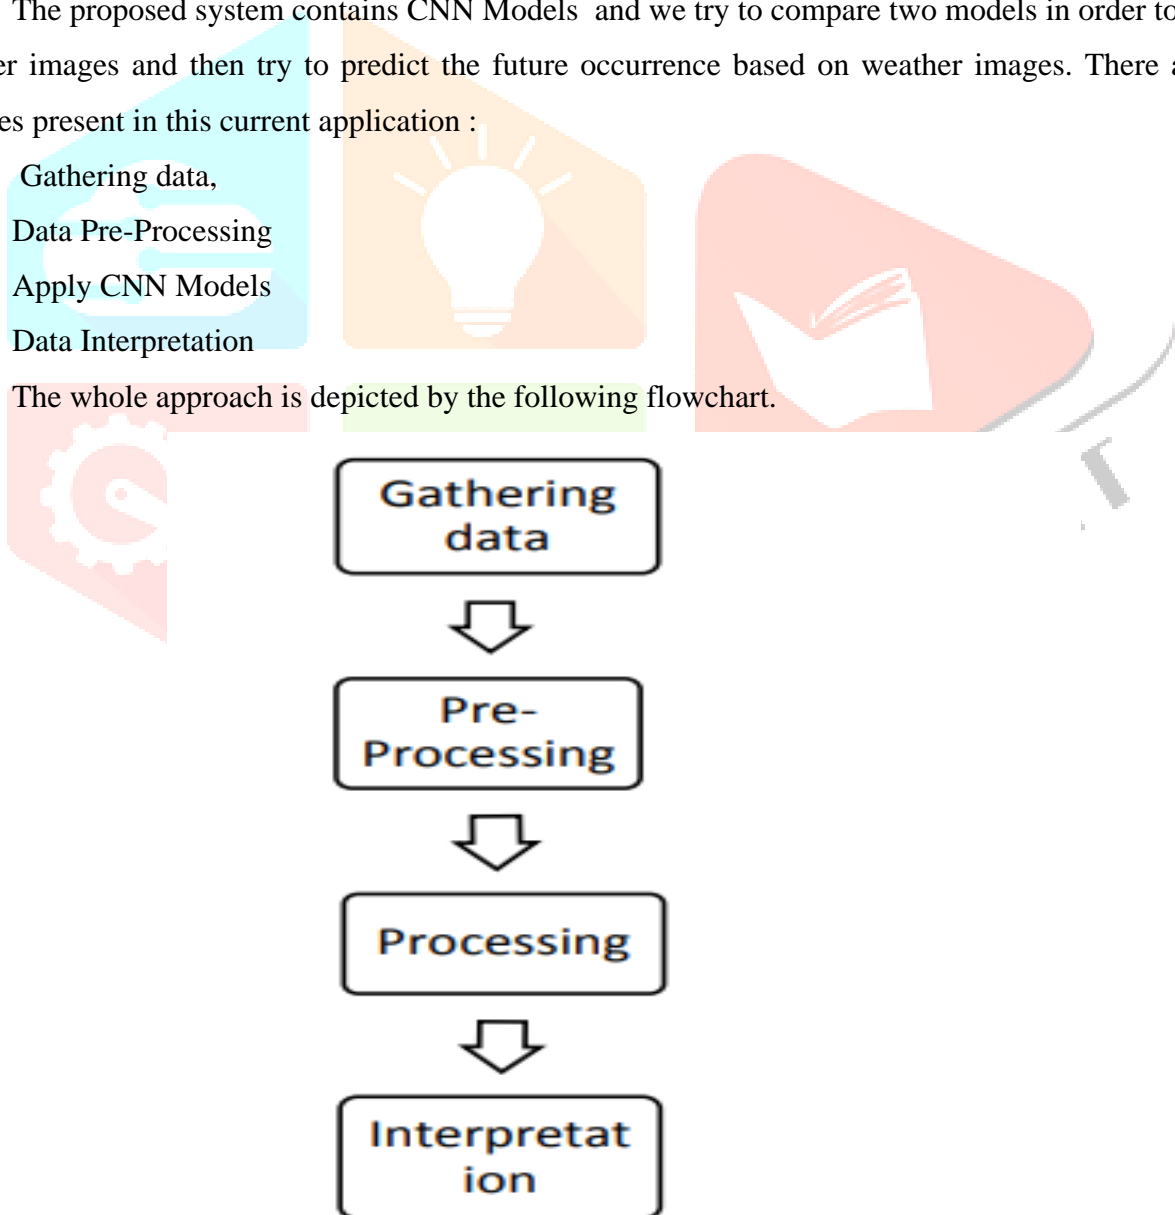 The proposed system contains CNN Models and we try to compare two models in order to
er images and then try to predict the future occurrence based on weather images. There a
es present in this current application :
Gathering data,
Data Pre-Processing
Apply CNN Models
Data Interpretation
The whole approach is depicted by the following flowchart.
Gathering
data
Pre-
Processing
Processing
Interpretat
ion